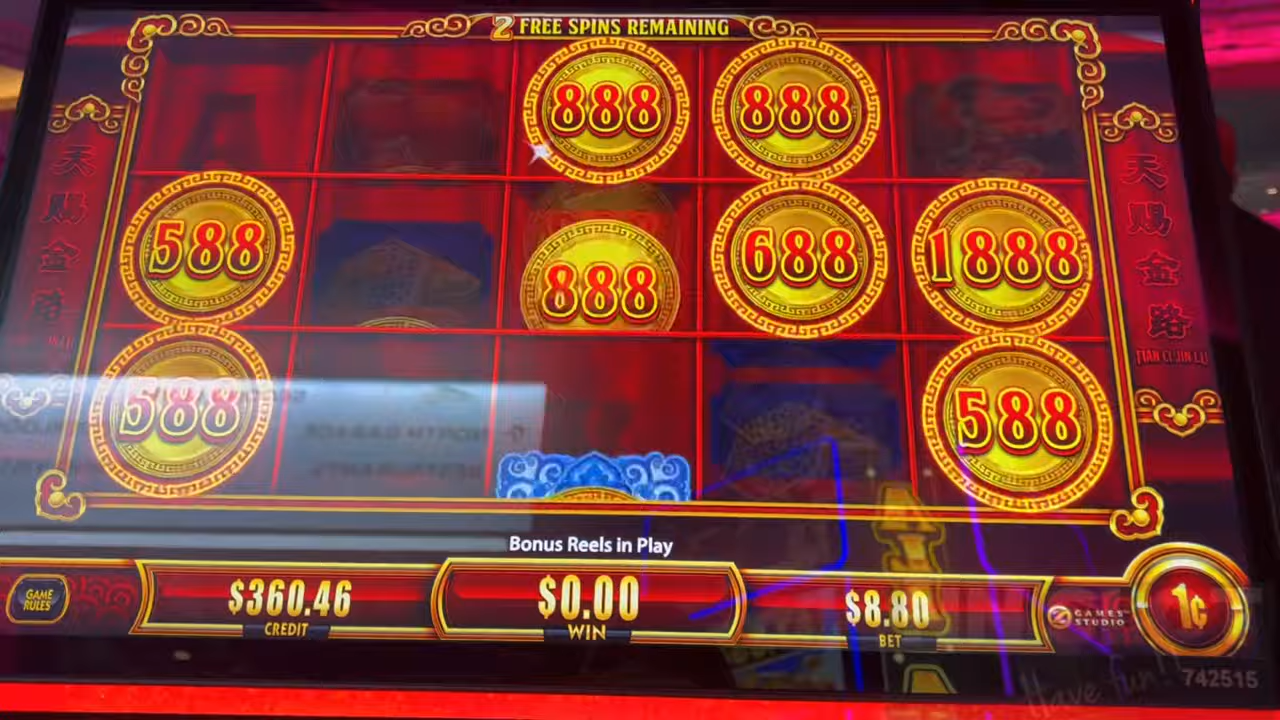 2 FREE SPINS REMAINING
888
888
588
888
688
1888
588
588
天
赐
金
路
TIAN CI JIN LU
天
赐
金
路
Bonus Reels in Play
GAME
RULES
$360.46
CREDIT
$0.00
WIN
$8.80
BET
GAMES
STUDIO
1¢
Have fun!
742515